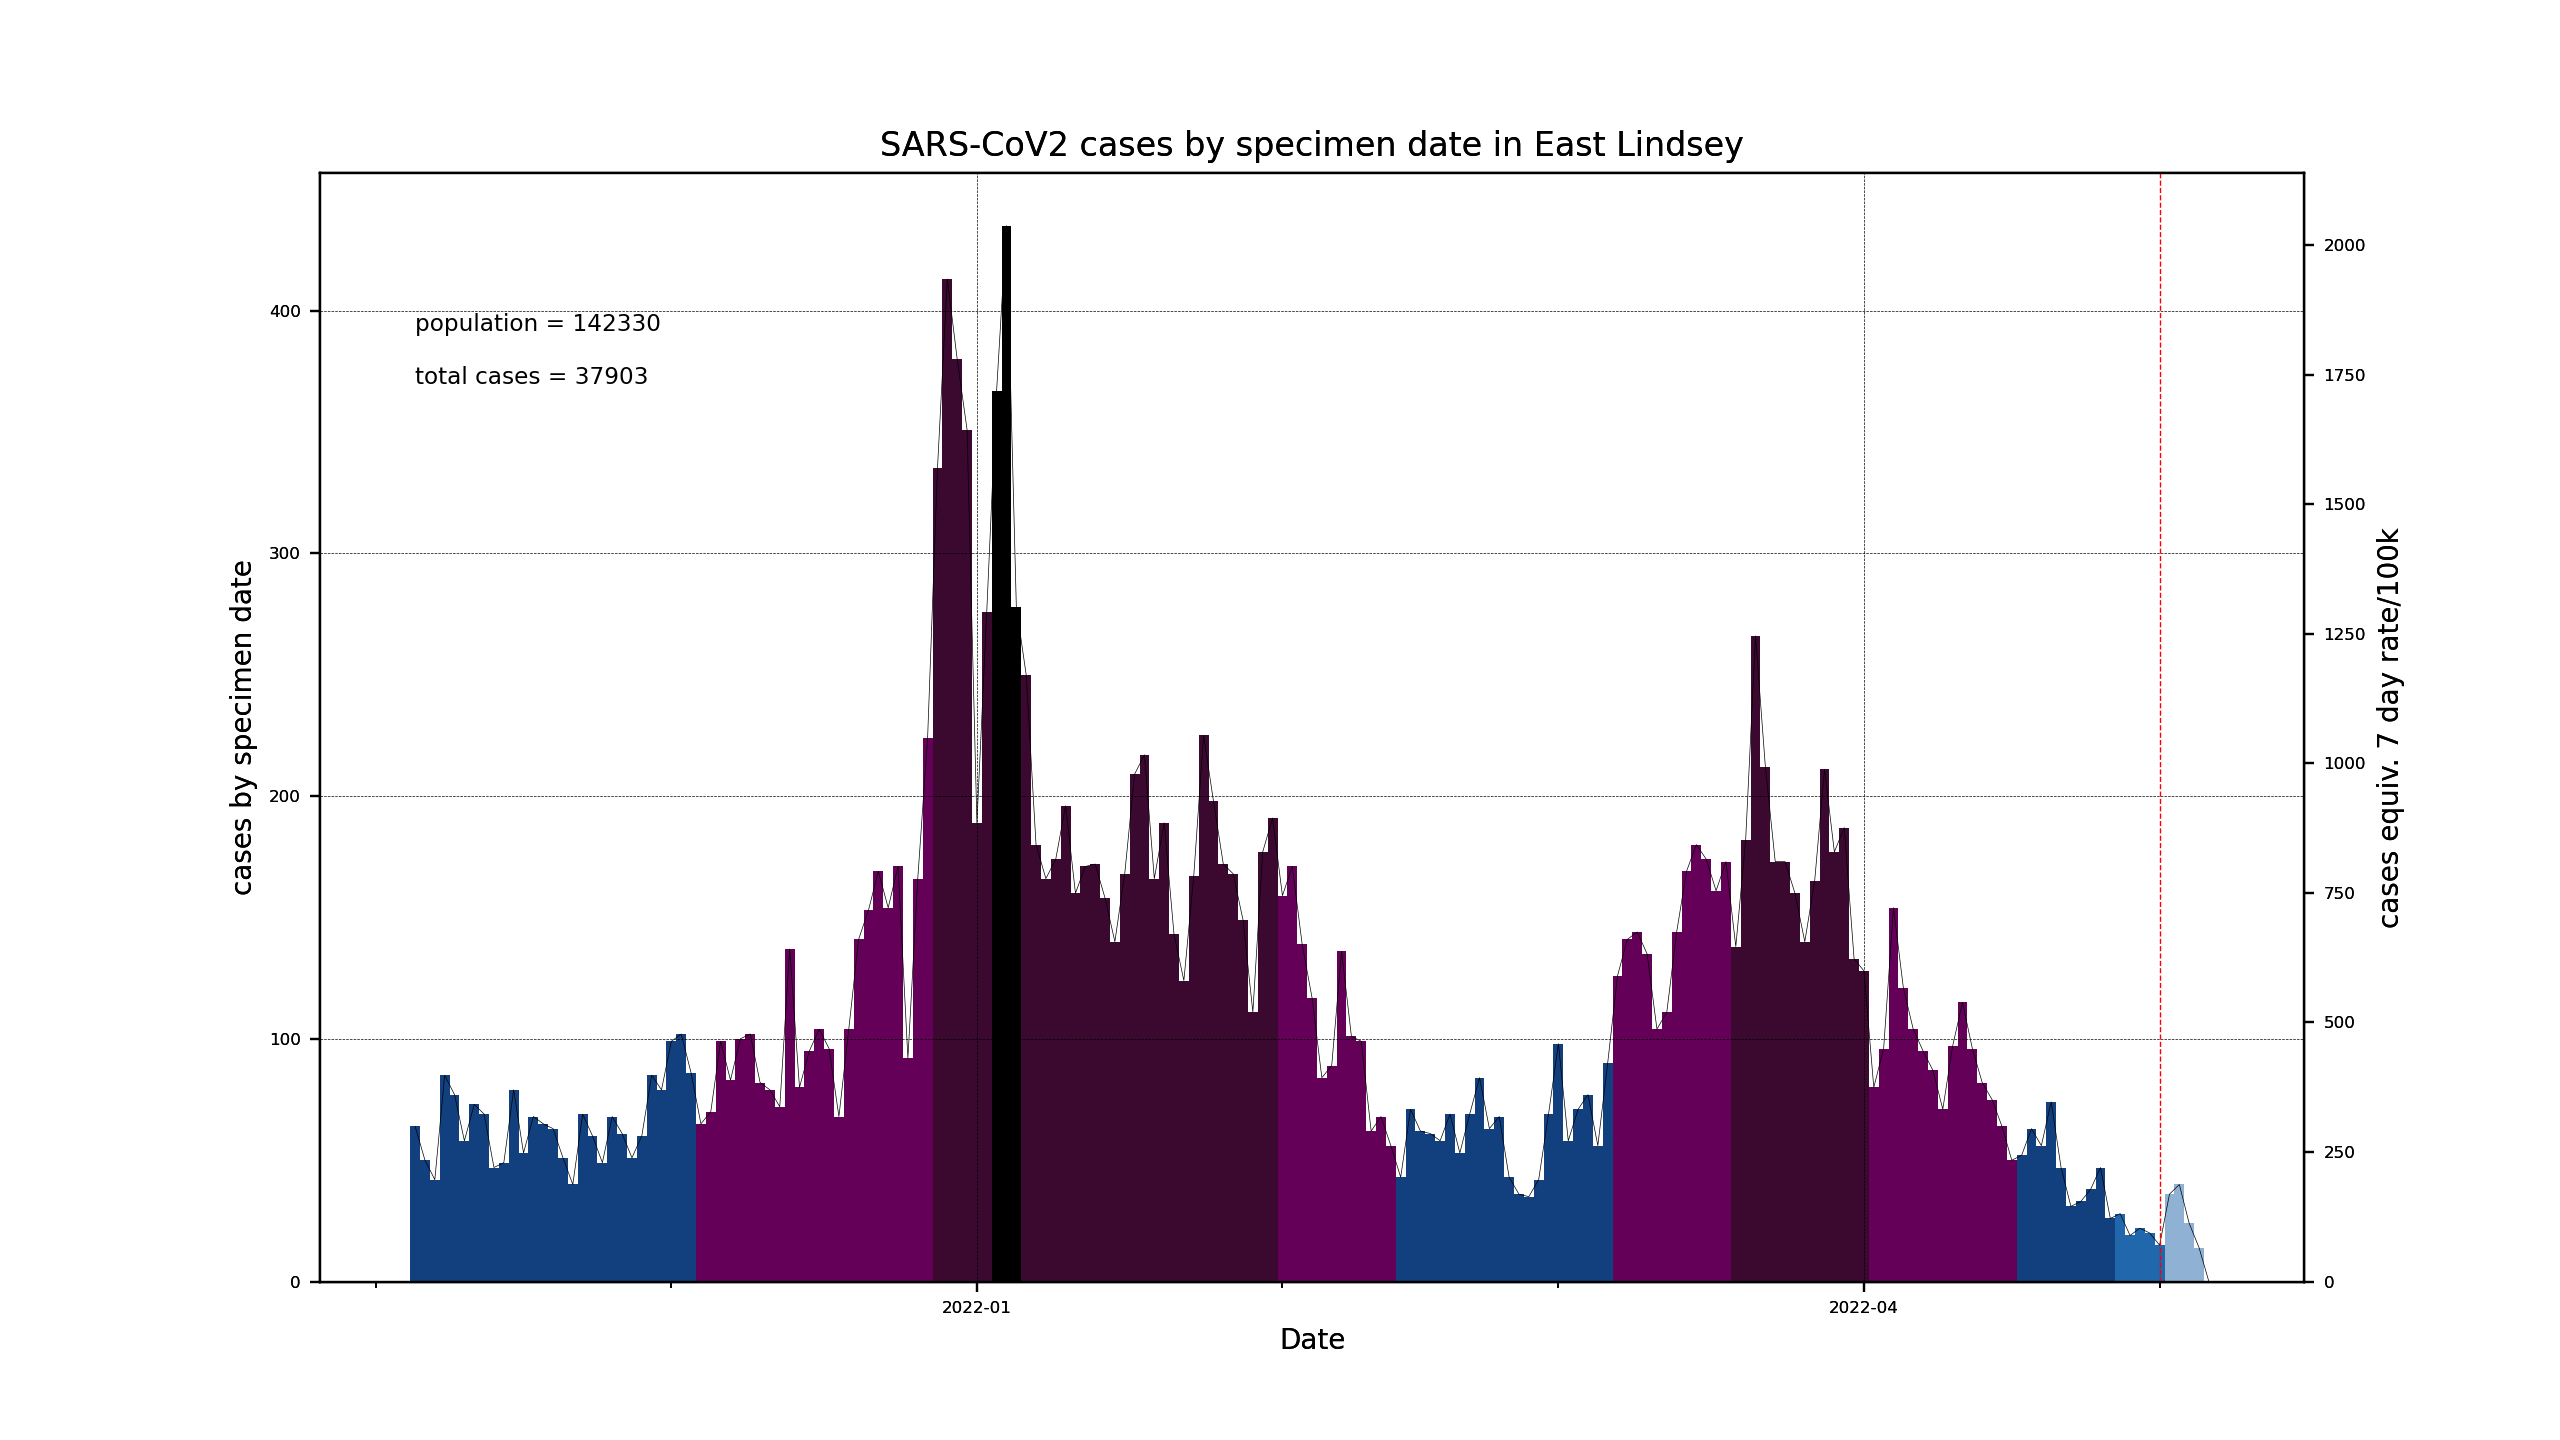 SARS-CoV2 cases by specimen date in East Lindsey
population = 142330
total cases = 37903
cases by specimen date
400
300
200
100
0
2000
1750
1500
1250
1000
750
500
250
0
cases equiv. 7 day rate/100k
2022-01
2022-04
Date